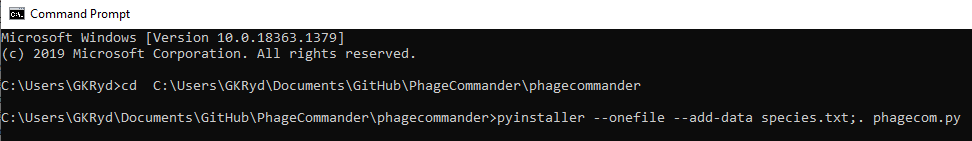 Command Prompt
Microsoft Windows [Version 10.0.18363.1379]
(c) 2019 Microsoft Corporation. All rights reserved.
C:\Users\GKRyd>cd  C:\Users\GKRyd\Documents\GitHub\PhageCommander\phagecommander
C:\Users\GKRyd\Documents\GitHub\PhageCommander\phagecommander>pyinstaller --onefile --add-data species.txt;. phagecom.py